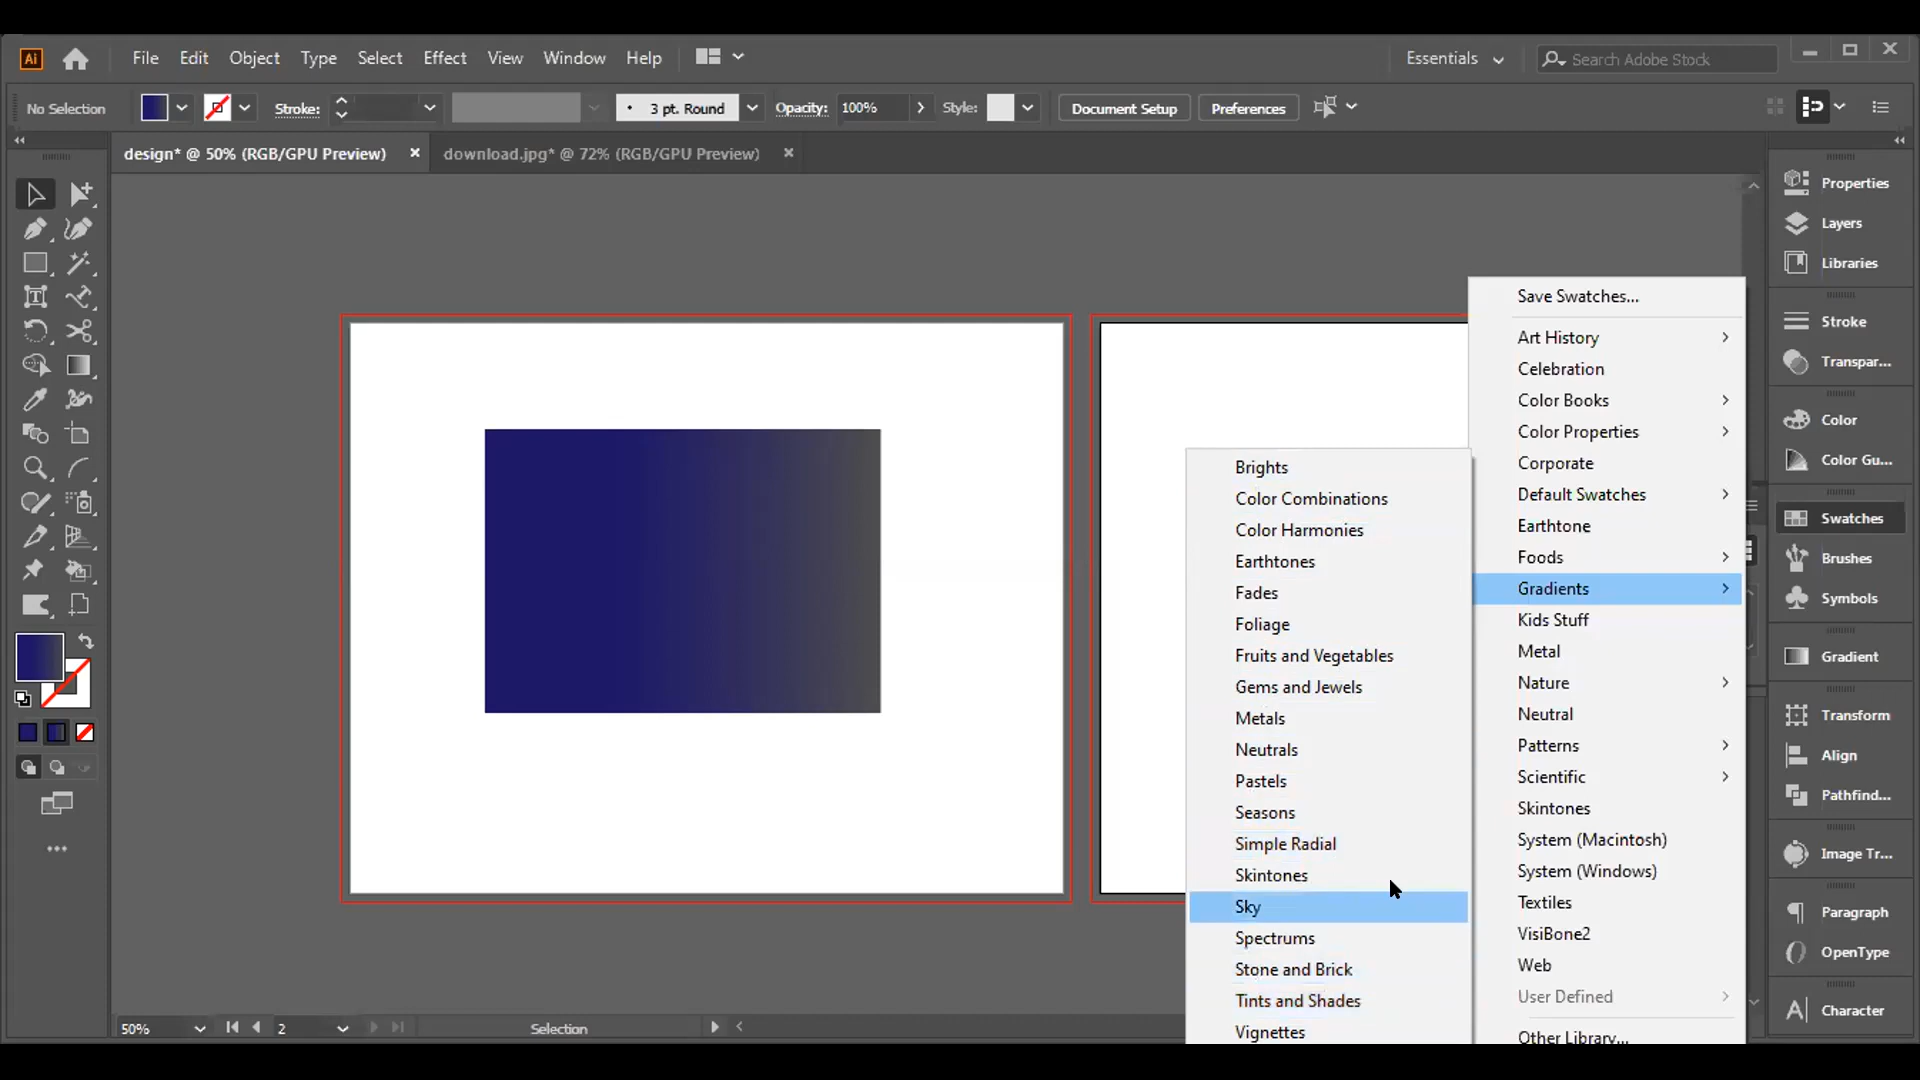 Ai File Edit Object Type Select Effect View Window Help Essentials Search Adobe Stock
No Selection Stroke: 3 pt. Round Opacity: 100% Style: Document Setup Preferences
design* @ 50% (RGB/GPU Preview) download.jpg* @ 72% (RGB/GPU Preview)
Properties
Layers
Libraries
Stroke
Transpar...
Color
Color Gu...
Swatches
Brushes
Symbols
Gradient
Transform
Align
Pathfind...
Image Tr...
Paragraph
OpenType
Character
Save Swatches...
Art History
Celebration
Color Books
Color Properties
Corporate
Default Swatches
Earthtone
Foods
Gradients
Kids Stuff
Metal
Nature
Neutral
Patterns
Scientific
Skintones
System (Macintosh)
System (Windows)
Textiles
VisiBone2
Web
User Defined
Other Library...
Brights
Color Combinations
Color Harmonies
Earthtones
Fades
Foliage
Fruits and Vegetables
Gems and Jewels
Metals
Neutrals
Pastels
Seasons
Simple Radial
Skintones
Sky
Spectrums
Stone and Brick
Tints and Shades
Vignettes
50% 2 Selection